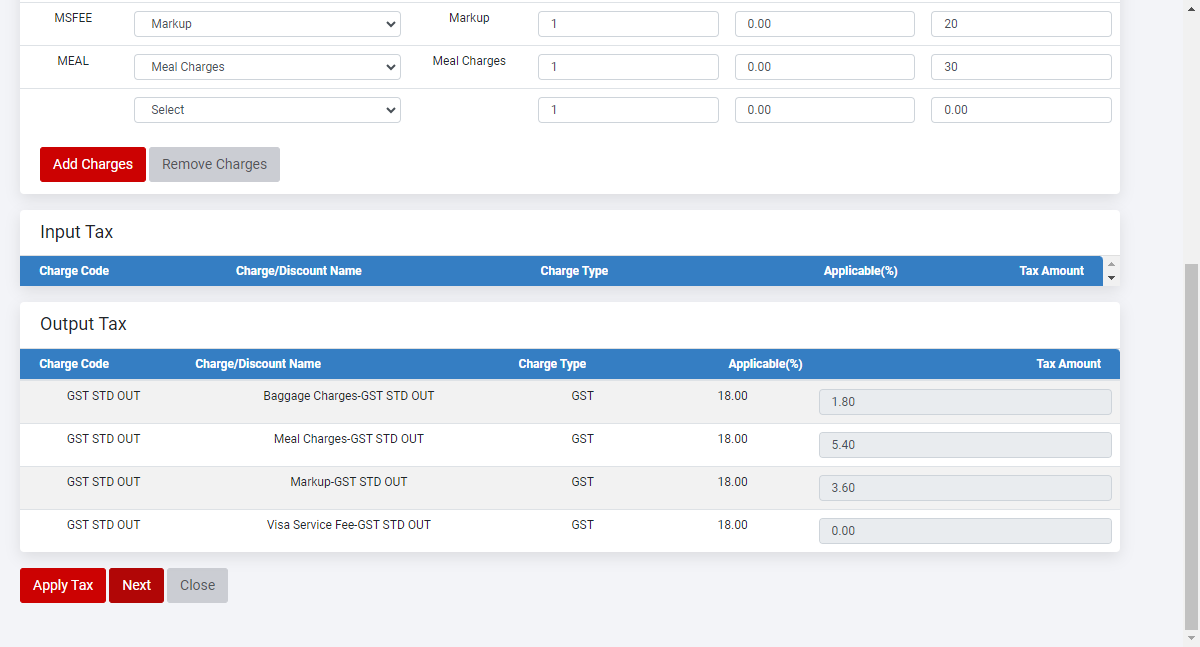 MSFEE Markup Markup 1 0.00 20
MEAL Meal Charges Meal Charges 1 0.00 30
Select 1 0.00 0.00
Add Charges Remove Charges
Input Tax
Charge Code Charge/Discount Name Charge Type Applicable(%) Tax Amount
Output Tax
Charge Code Charge/Discount Name Charge Type Applicable(%) Tax Amount
GST STD OUT Baggage Charges-GST STD OUT GST 18.00 1.80
GST STD OUT Meal Charges-GST STD OUT GST 18.00 5.40
GST STD OUT Markup-GST STD OUT GST 18.00 3.60
GST STD OUT Visa Service Fee-GST STD OUT GST 18.00 0.00
Apply Tax Next Close